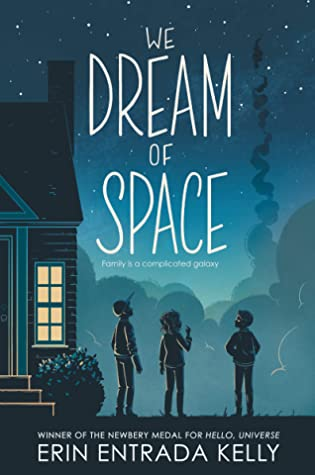 WE
DREAM
OF
SPACE
Family is a complicated galaxy
WINNER OF THE NEWBERY MEDAL FOR HELLO, UNIVERSE
ERIN ENTRADA KELLY